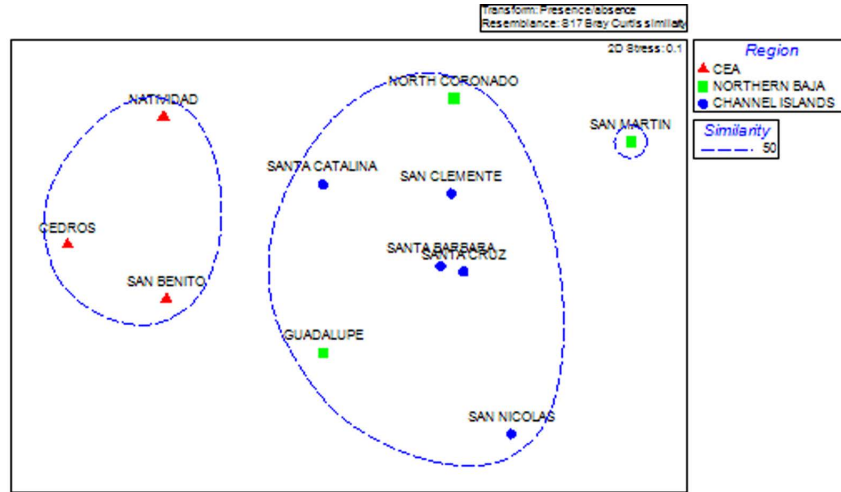 Transform: Presence/absence
Resemblance: S17 Bray Curtis similarity
2D Stress: 0.1
Region
CEA
NORTHERN BAJA
CHANNEL ISLANDS
Similarity
50
NORTH CORONADO
NATIVIDAD
SAN MARTIN
SANTA CATALINA
SAN CLEMENTE
CEDROS
SANTA BARBARA
SANTA CRUZ
SAN BENITO
GUADALUPE
SAN NICOLAS